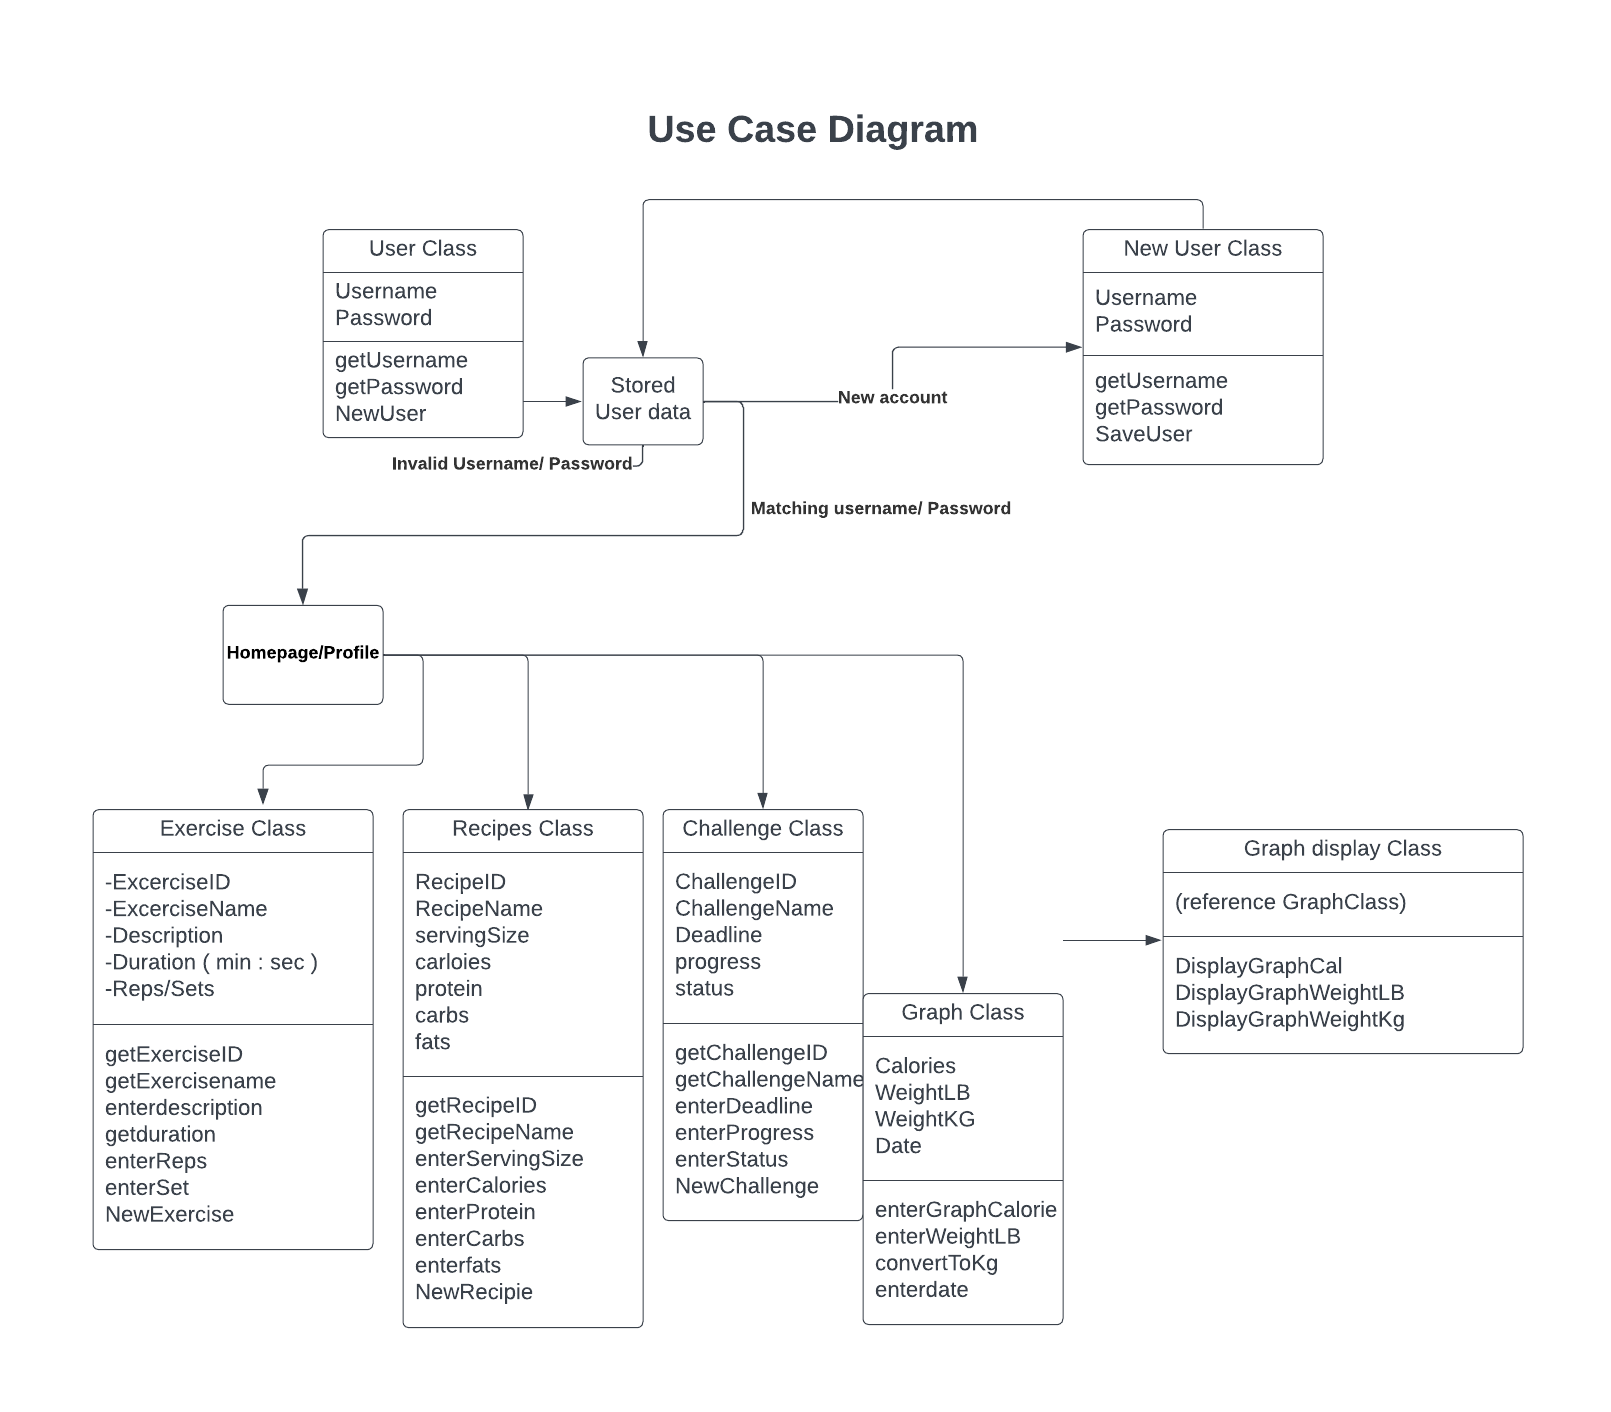 Use Case Diagram
User Class
Username
Password
getUsername
getPassword
NewUser
Stored
User data
New account
New User Class
Username
Password
getUsername
getPassword
SaveUser
Invalid Username/ Password
Matching username/ Password
Homepage/Profile
Exercise Class
-ExcerciseID
-ExcerciseName
-Description
-Duration ( min : sec )
-Reps/Sets
getExerciseID
getExercisename
enterdescription
getduration
enterReps
enterSet
NewExercise
Recipes Class
RecipeID
RecipeName
servingSize
carloies
protein
carbs
fats
getRecipeID
getRecipeName
enterServingSize
enterCalories
enterProtein
enterCarbs
enterfats
NewRecipie
Challenge Class
ChallengeID
ChallengeName
Deadline
progress
status
getChallengeID
getChallengeName
enterDeadline
enterProgress
enterStatus
NewChallenge
Graph Class
Calories
WeightLB
WeightKG
Date
enterGraphCalorie
enterWeightLB
convertToKg
enterdate
Graph display Class
(reference GraphClass)
DisplayGraphCal
DisplayGraphWeightLB
DisplayGraphWeightKg